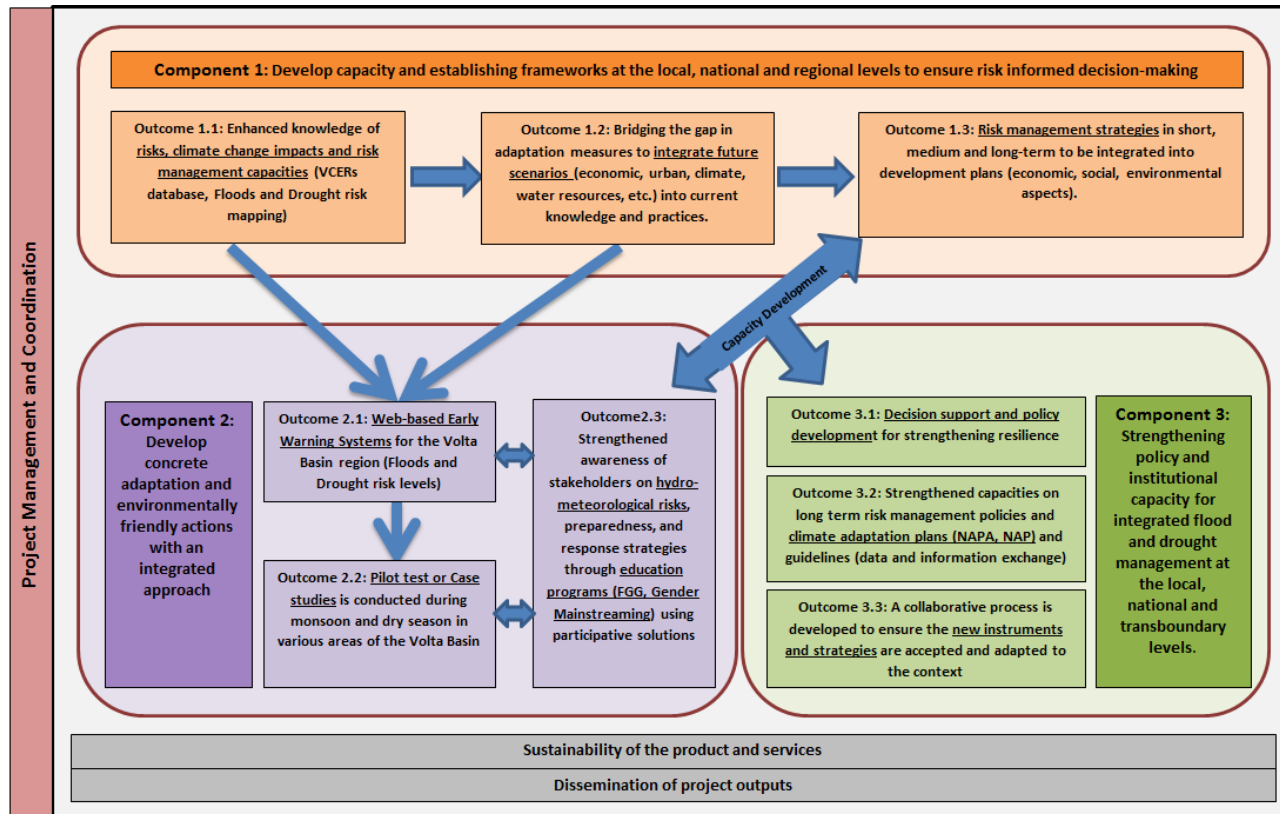 Project Management and Coordination
Component 1: Develop capacity and establishing frameworks at the local, national and regional levels to ensure risk informed decision-making
Outcome 1.1: Enhanced knowledge of
risks, climate change impacts and risk
management capacities (VCERs
database, Floods and Drought risk
mapping)
Outcome 1.2: Bridging the gap in
adaptation measures to integrate future
scenarios (economic, urban, climate,
water resources, etc.) into current
knowledge and practices.
Outcome 1.3: Risk management strategies in short,
medium and long-term to be integrated into
development plans (economic, social, environmental
aspects).
Capacity Development
Component 2:
Develop
concrete
adaptation and
environmentally
friendly actions
with an
integrated
approach
Outcome 2.1: Web-based Early
Warning Systems for the Volta
Basin region (Floods and
Drought risk levels)
Outcome 2.2: Pilot test or Case
studies is conducted during
monsoon and dry season in
various areas of the Volta Basin
Outcome2.3:
Strengthened
awareness of
stakeholders on hydro-
meteorological risks,
preparedness, and
response strategies
through education
programs (FGG, Gender
Mainstreaming) using
participative solutions
Outcome 3.1: Decision support and policy
development for strengthening resilience
Outcome 3.2: Strengthened capacities on
long term risk management policies and
climate adaptation plans (NAPA, NAP) and
guidelines (data and information exchange)
Outcome 3.3: A collaborative process is
developed to ensure the new instruments
and strategies are accepted and adapted to
the context
Component 3:
Strengthening
policy and
institutional
capacity for
integrated flood
and drought
management at
the local,
national and
transboundary
levels.
Sustainability of the product and services
Dissemination of project outputs